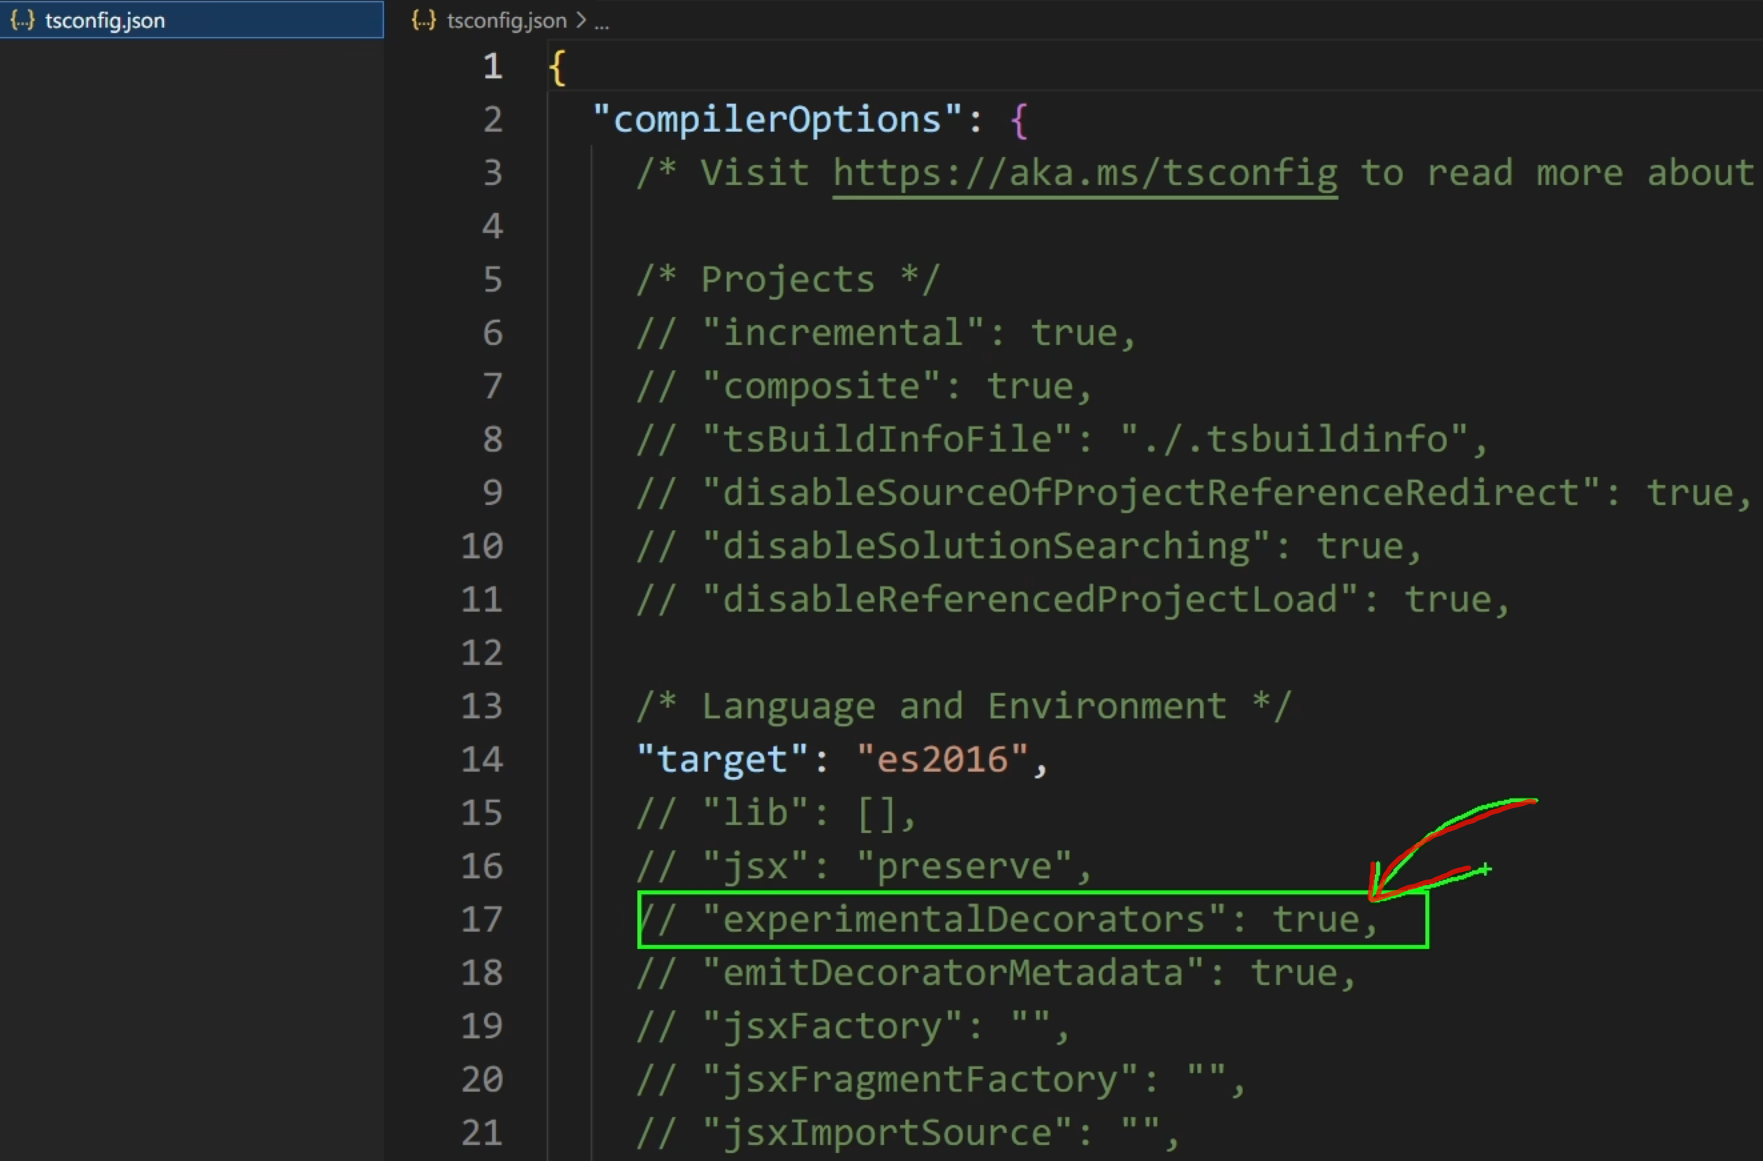 {...} tsconfig.json
{...} tsconfig.json > ...
1 {
2 "compilerOptions": {
3 /* Visit https://aka.ms/tsconfig to read more about
4
5 /* Projects */
6 // "incremental": true,
7 // "composite": true,
8 // "tsBuildInfoFile": "./.tsbuildinfo",
9 // "disableSourceOfProjectReferenceRedirect": true,
10 // "disableSolutionSearching": true,
11 // "disableReferencedProjectLoad": true,
12
13 /* Language and Environment */
14 "target": "es2016",
15 // "lib": [],
16 // "jsx": "preserve",
17 // "experimentalDecorators": true,
18 // "emitDecoratorMetadata": true,
19 // "jsxFactory": "",
20 // "jsxFragmentFactory": "",
21 // "jsxImportSource": "",